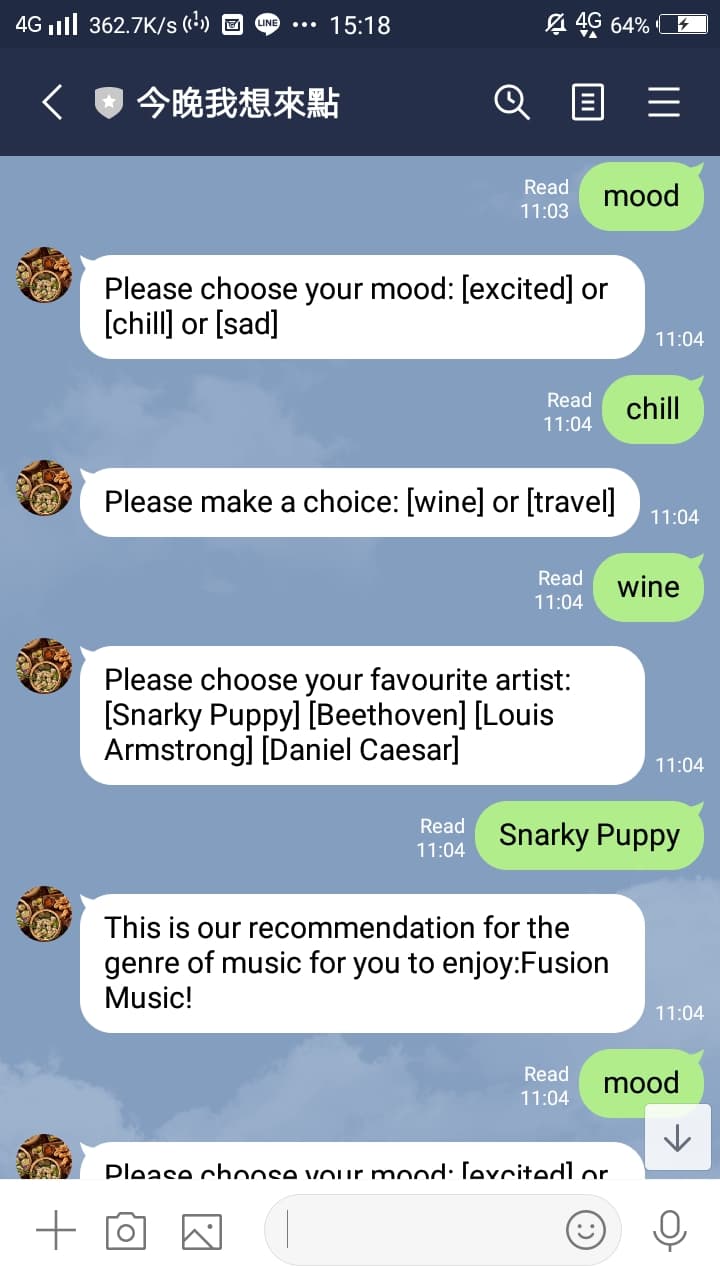 4G 362.7K/s LINE 15:18 4G 64%
今晚我想來點
mood
Read
11:03
Please choose your mood: [excited] or
[chill] or [sad]
11:04
chill
Read
11:04
Please make a choice: [wine] or [travel]
11:04
wine
Read
11:04
Please choose your favourite artist:
[Snarky Puppy] [Beethoven] [Louis
Armstrong] [Daniel Caesar]
11:04
Snarky Puppy
Read
11:04
This is our recommendation for the
genre of music for you to enjoy:Fusion
Music!
11:04
mood
Read
11:04
Please choose your mood: [excited] or